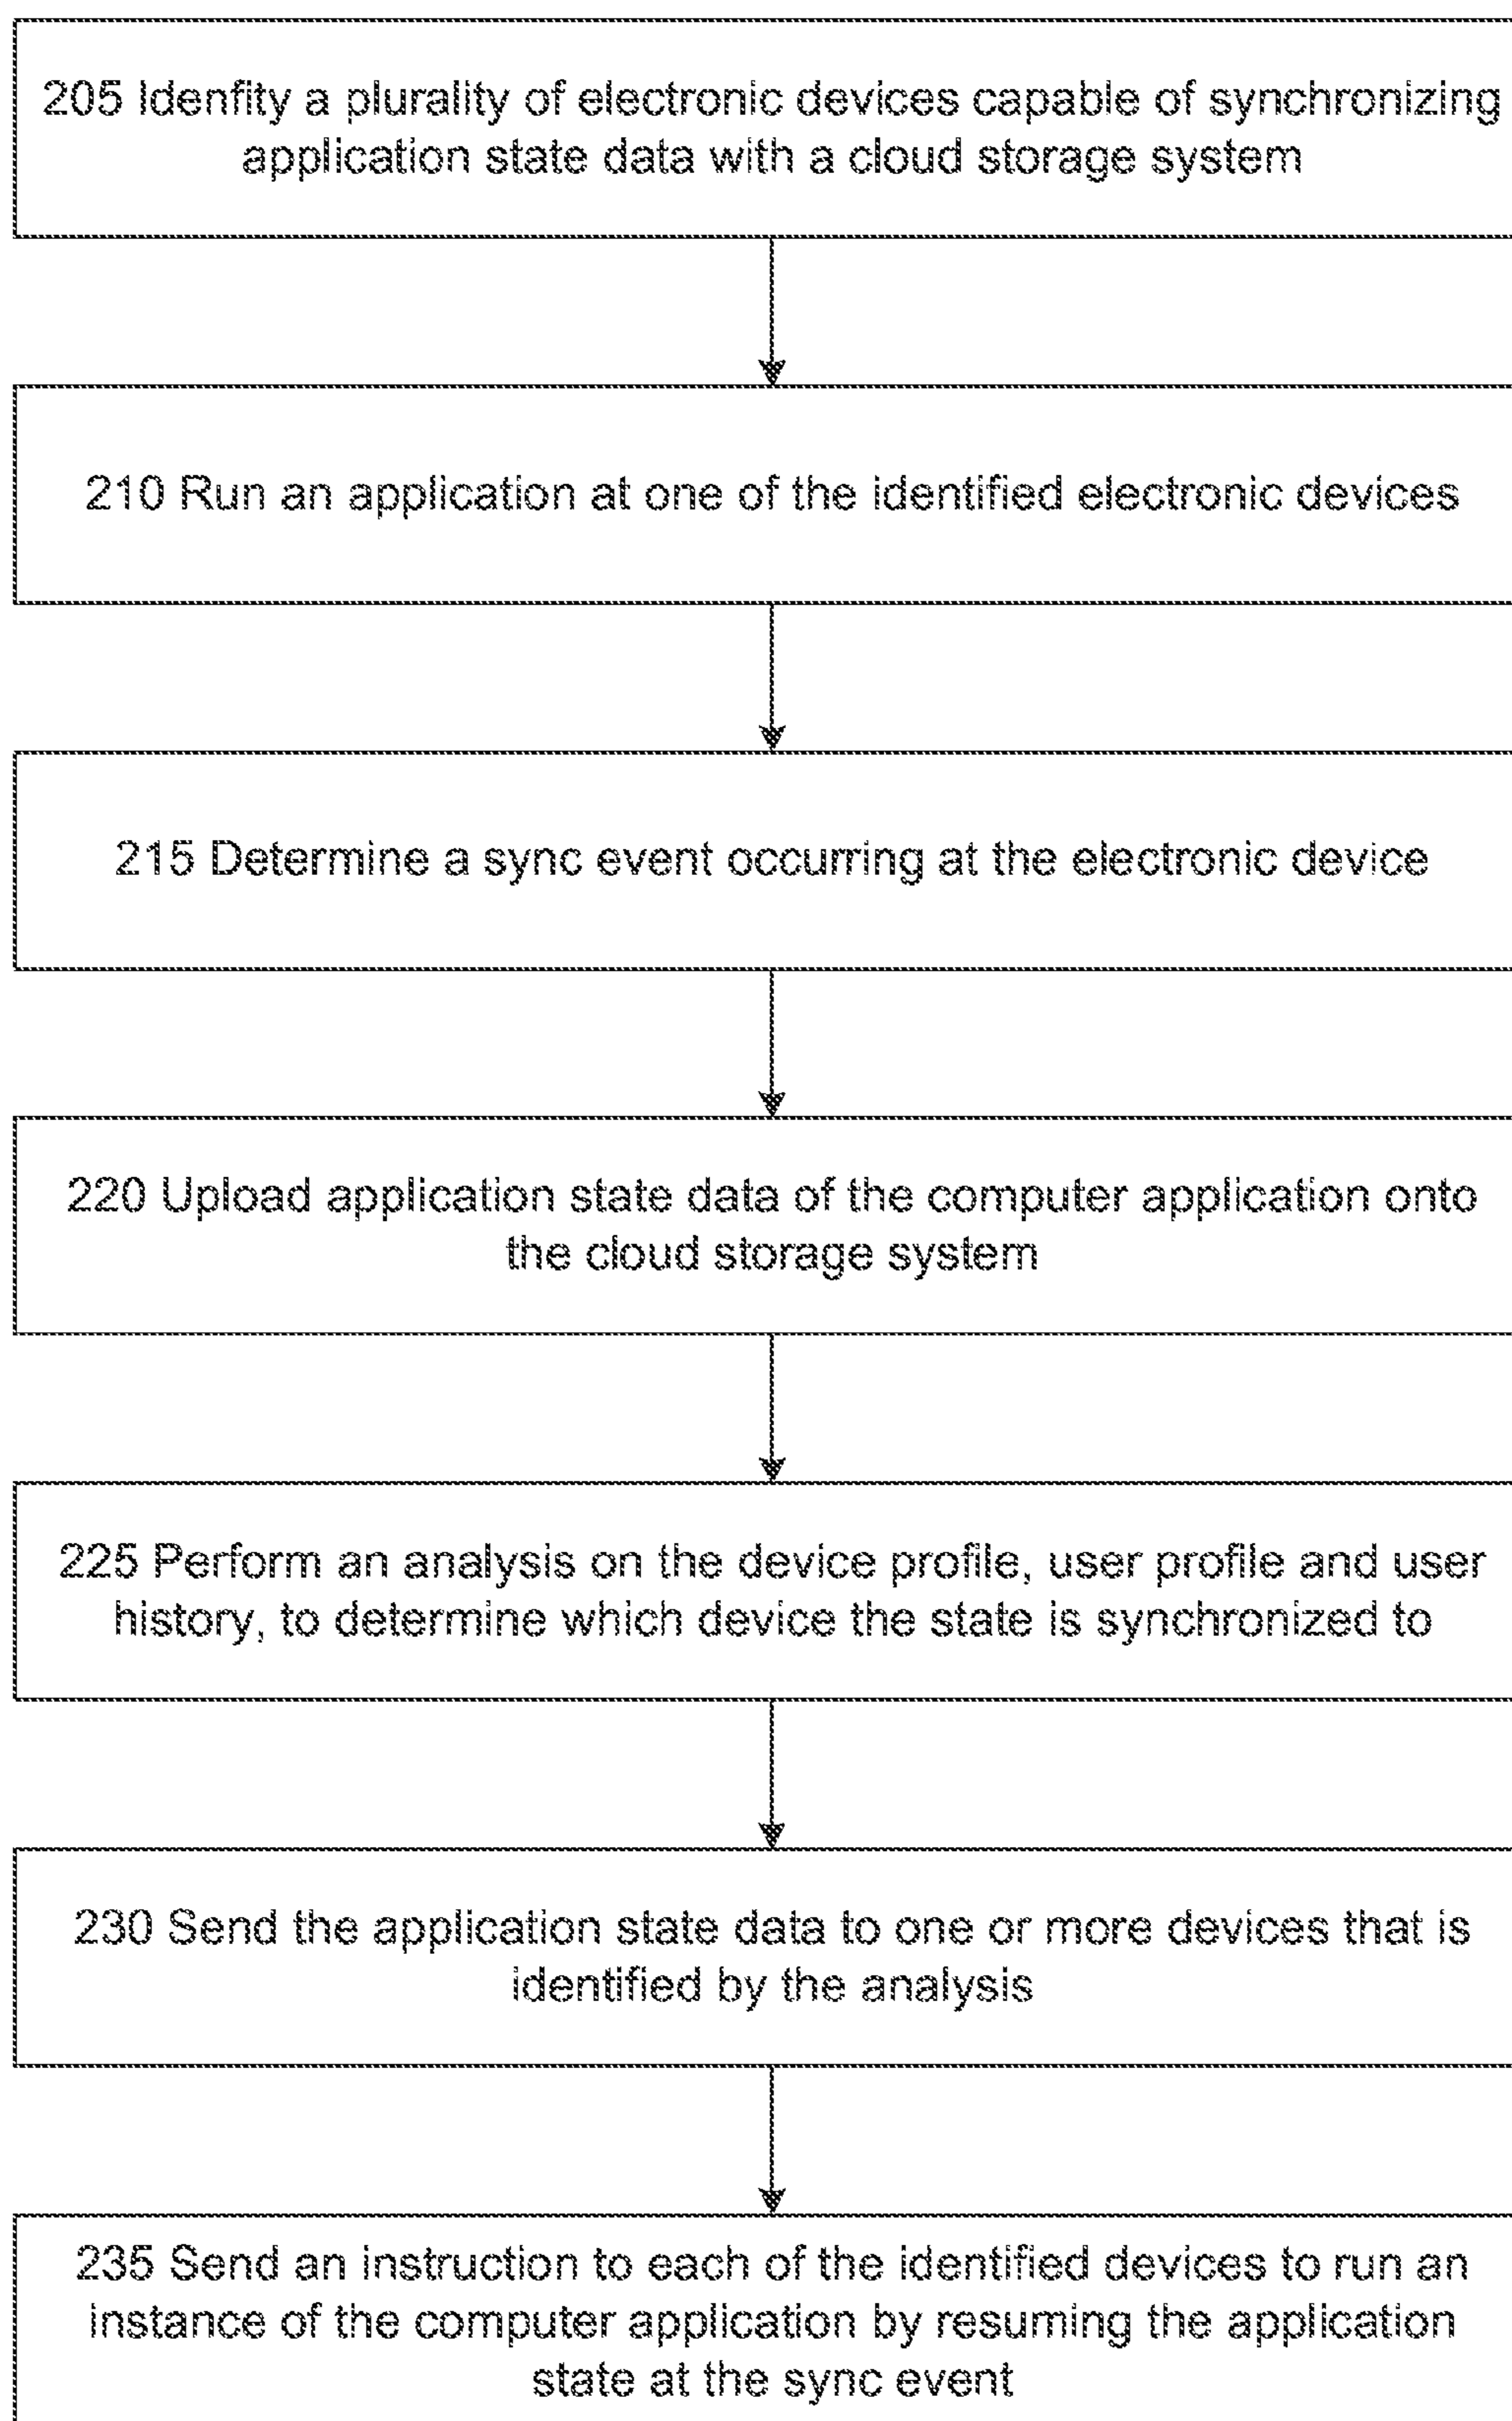 205 Idenfity a plurality of electronic devices capable of synchronizing
application state data with a cloud storage system
210 Run an application at one of the identified electronic devices
215 Determine a sync event occurring at the electronic device
220 Upload application state data of the computer application onto
the cloud storage system
225 Perform an analysis on the device profile, user profile and user
history, to determine which device the state is synchronized to
230 Send the application state data to one or more devices that is
identified by the analysis
235 Send an instruction to each of the identified devices to run an
instance of the computer application by resuming the application
state at the sync event